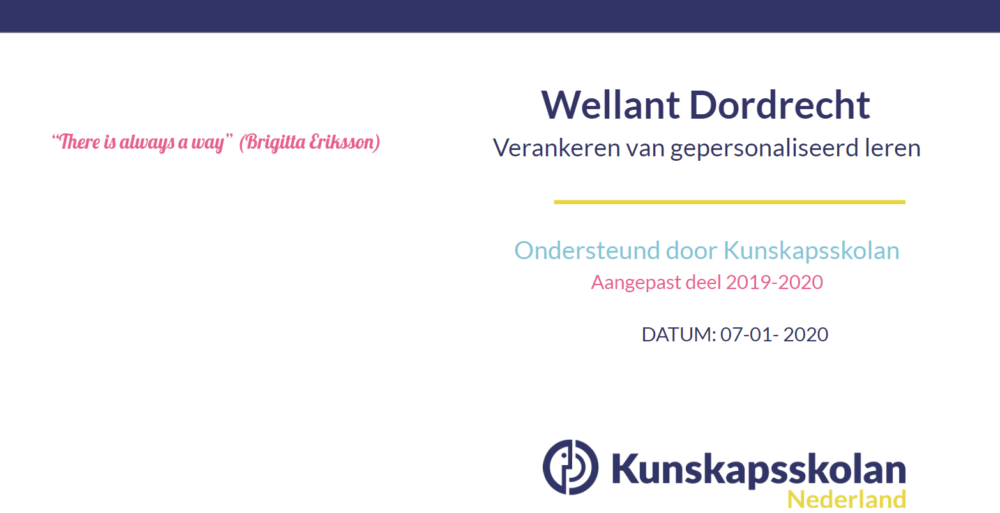 “There is always a way” (Brigitta Eriksson)
Wellant Dordrecht
Verankeren van gepersonaliseerd leren
Ondersteund door Kunskapsskolan
Aangepast deel 2019-2020
DATUM: 07-01- 2020
Kunskapsskolan
Nederland